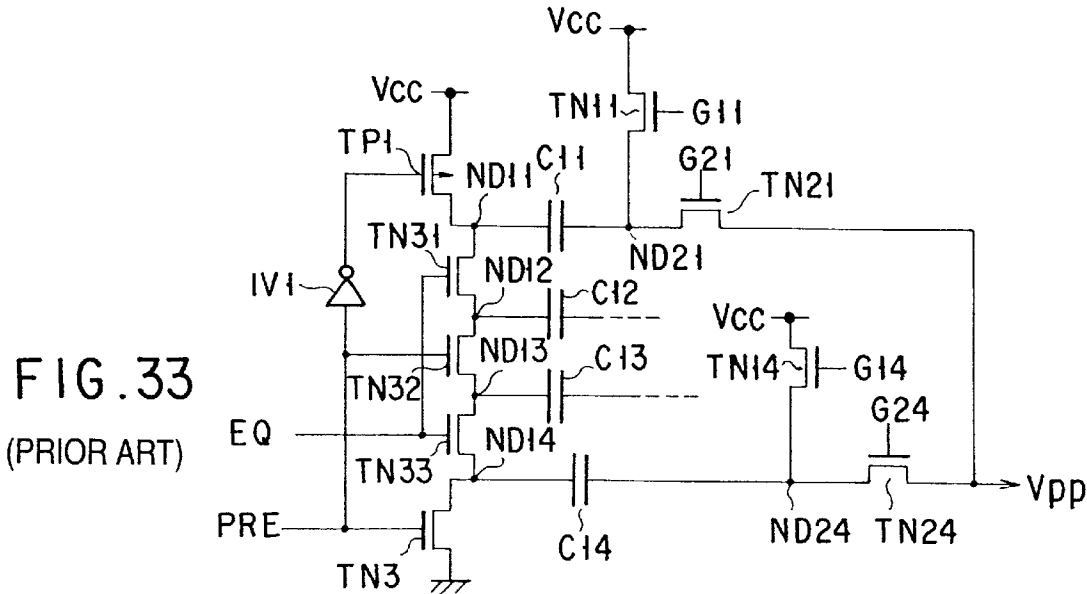 Vcc
Vcc
TN11
G11
TP1
ND11
C11
G21
TN21
TN31
ND12
ND21
IV1
C12
Vcc
ND13
C13
TN14
G14
TN32
FIG.33
(PRIOR ART)
EQ
ND14
G24
TN33
Vpp
PRE
C14
ND24
TN24
TN3